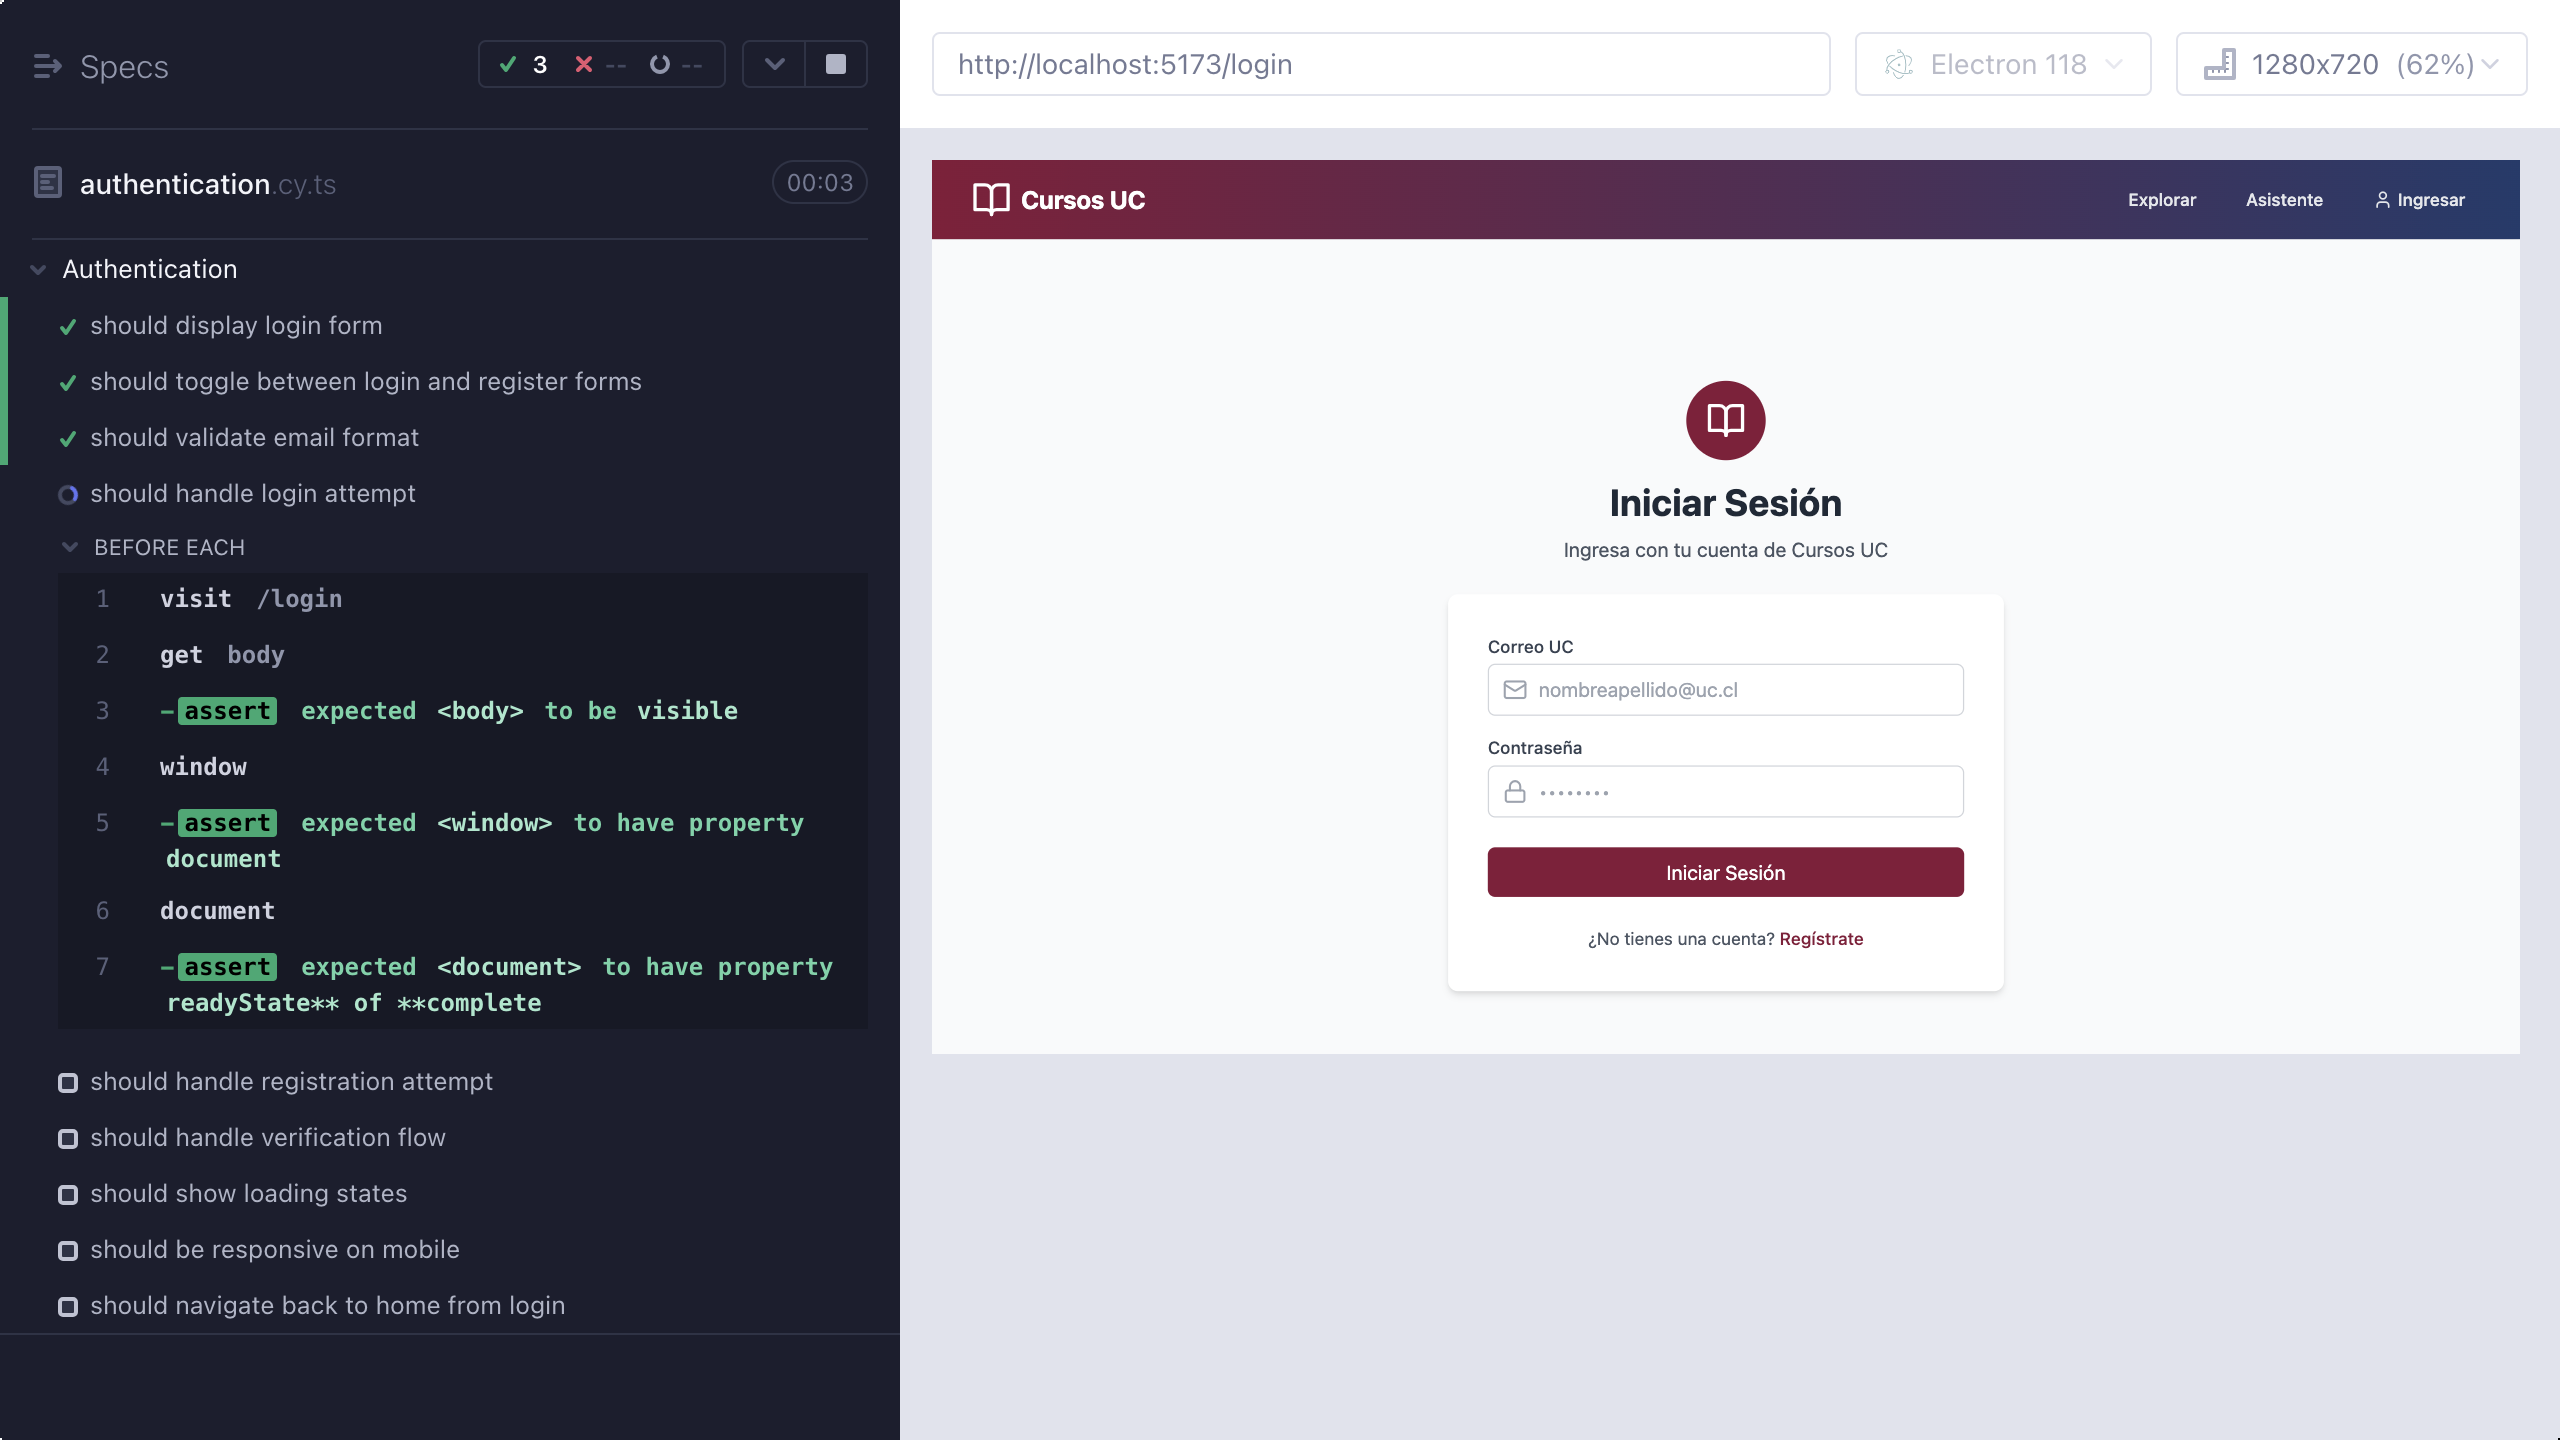 Specs
3 -- --
authentication.cy.ts
00:03
Authentication
should display login form
should toggle between login and register forms
should validate email format
should handle login attempt
BEFORE EACH
1 visit /login
2 get body
3 -assert expected <body> to be visible
4 window
5 -assert expected <window> to have property
document
6 document
7 -assert expected <document> to have property
readyState** of **complete
should handle registration attempt
should handle verification flow
should show loading states
should be responsive on mobile
should navigate back to home from login
http://localhost:5173/login
Electron 118
1280x720 (62%)
Cursos UC
Explorar
Asistente
Ingresar
Iniciar Sesión
Ingresa con tu cuenta de Cursos UC
Correo UC
nombreapellido@uc.cl
Contraseña
••••••••
Iniciar Sesión
¿No tienes una cuenta? Regístrate